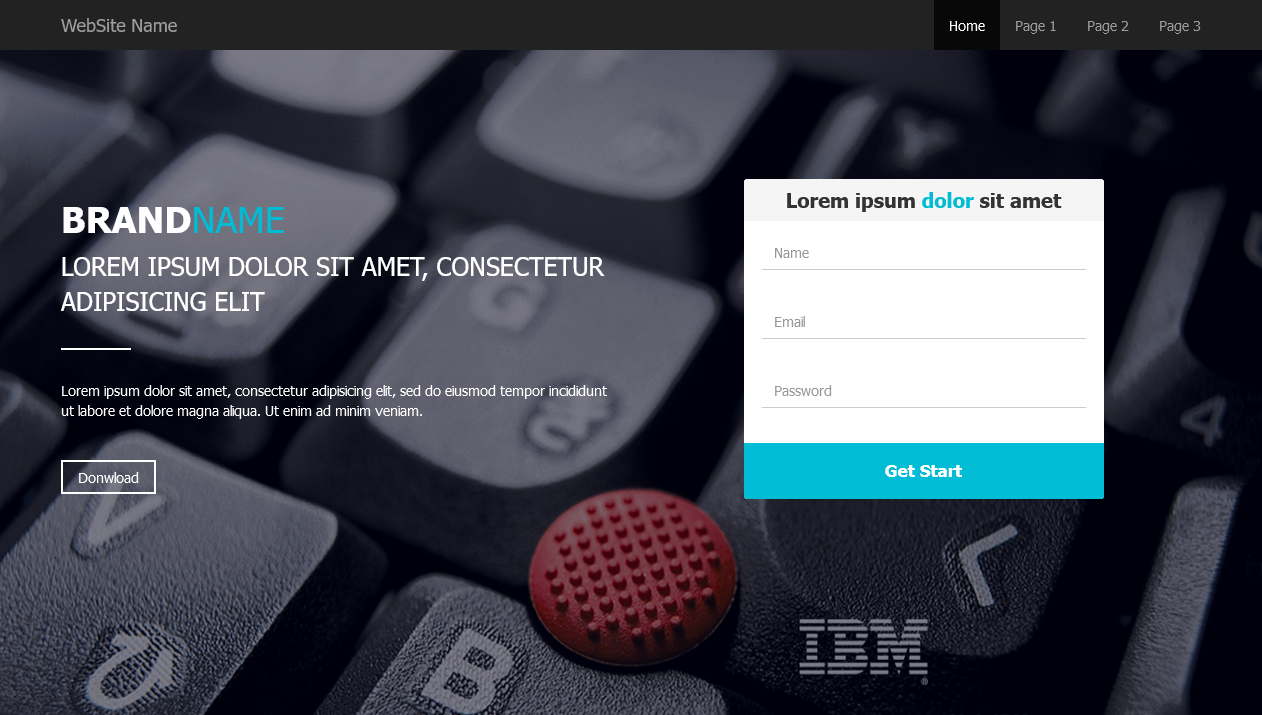 WebSite Name
Home
Page 1
Page 2
Page 3
BRANDNAME
LOREM IPSUM DOLOR SIT AMET, CONSECTETUR
ADIPISICING ELIT
Lorem ipsum dolor sit amet, consectetur adipisicing elit, sed do eiusmod tempor incididunt
ut labore et dolore magna aliqua. Ut enim ad minim veniam.
Donwload
Lorem ipsum dolor sit amet
Name
Email
Password
Get Start
G
4
V
B
IBM®